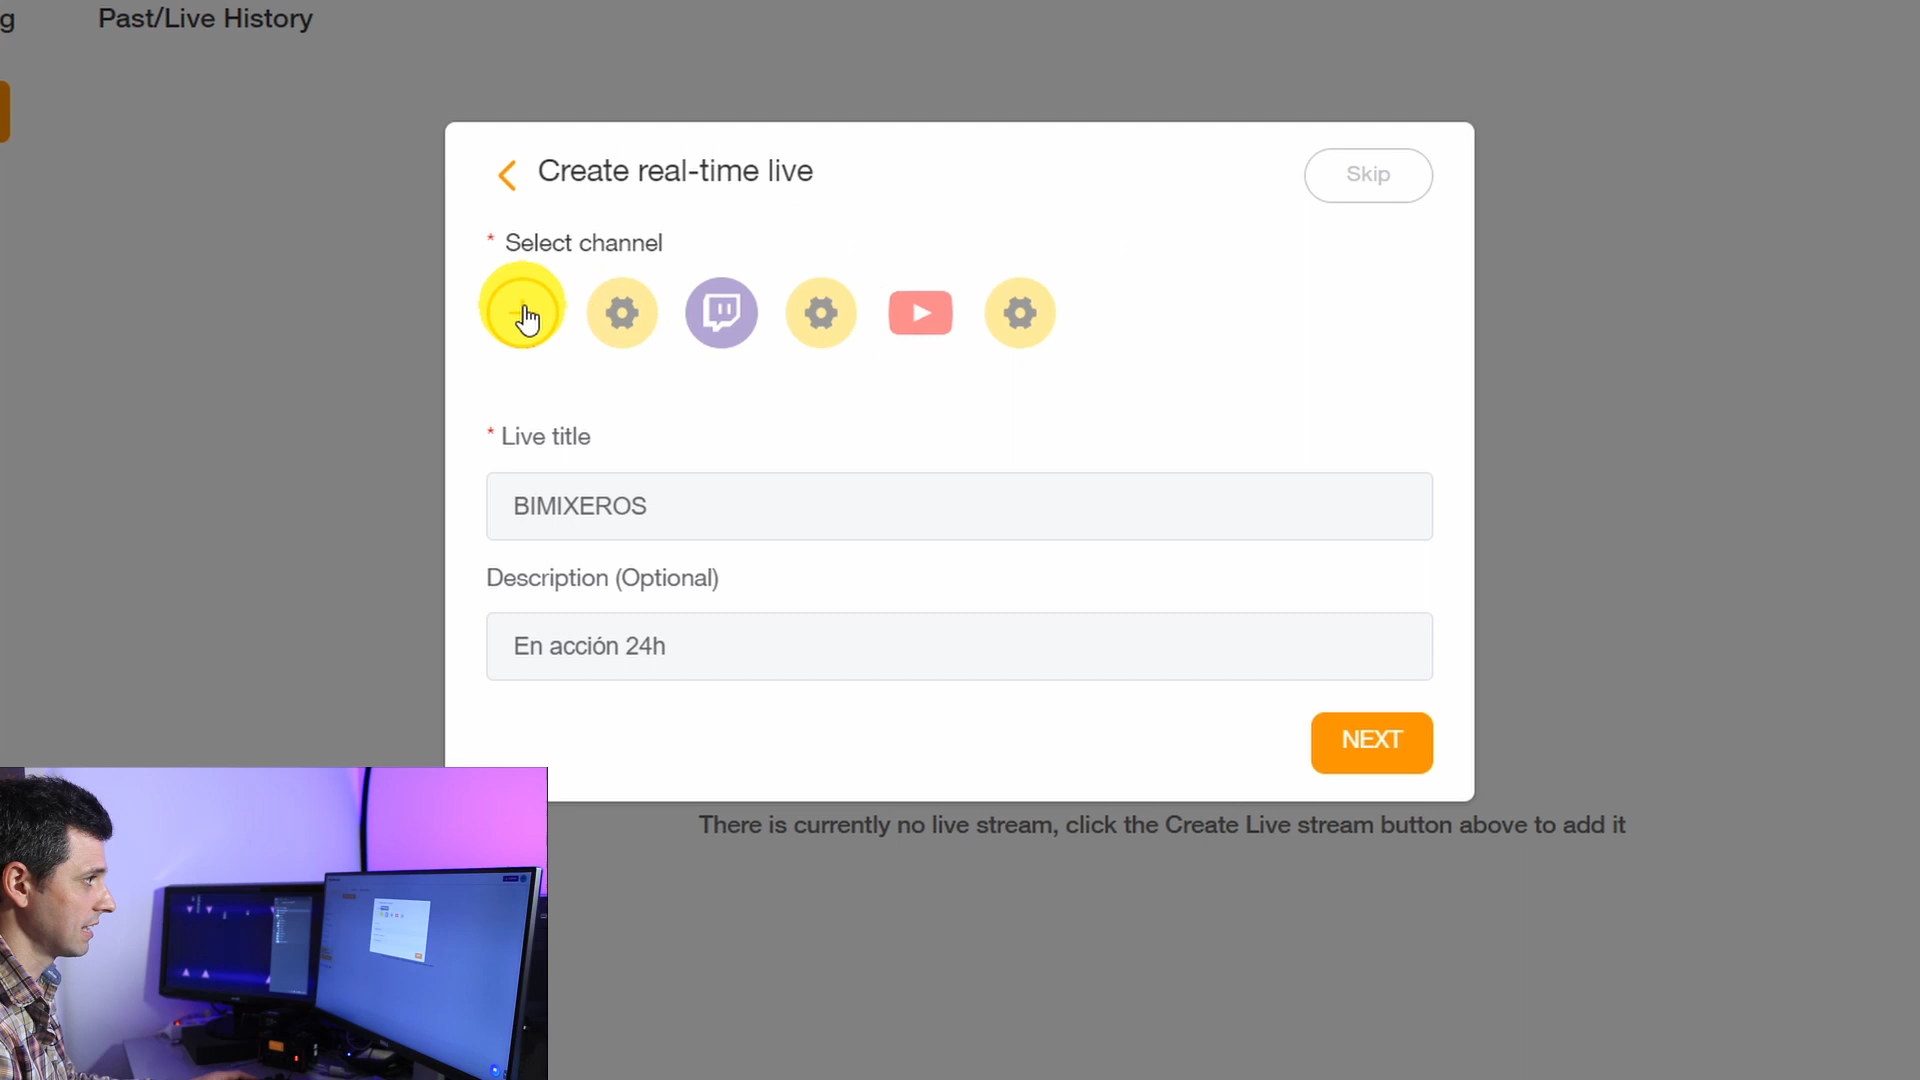 g
Past/Live History
Create real-time live
Skip
* Select channel
* Live title
BIMIXEROS
Description (Optional)
En acción 24h
NEXT
There is currently no live stream, click the Create Live stream button above to add it